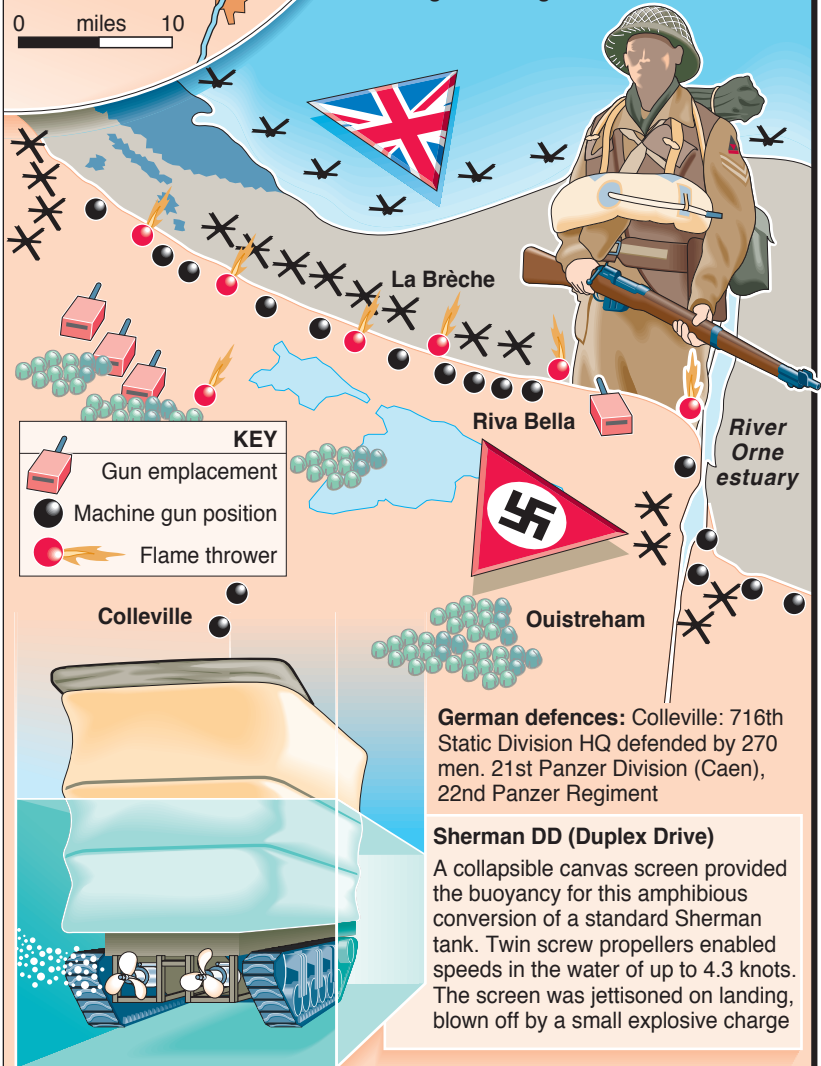 0 miles 10
La Brèche
Riva Bella
River
Orne
estuary
KEY
Gun emplacement
Machine gun position
Flame thrower
Colleville
Ouistreham
German defences: Colleville: 716th
Static Division HQ defended by 270
men. 21st Panzer Division (Caen),
22nd Panzer Regiment
Sherman DD (Duplex Drive)
A collapsible canvas screen provided
the buoyancy for this amphibious
conversion of a standard Sherman
tank. Twin screw propellers enabled
speeds in the water of up to 4.3 knots.
The screen was jettisoned on landing,
blown off by a small explosive charge